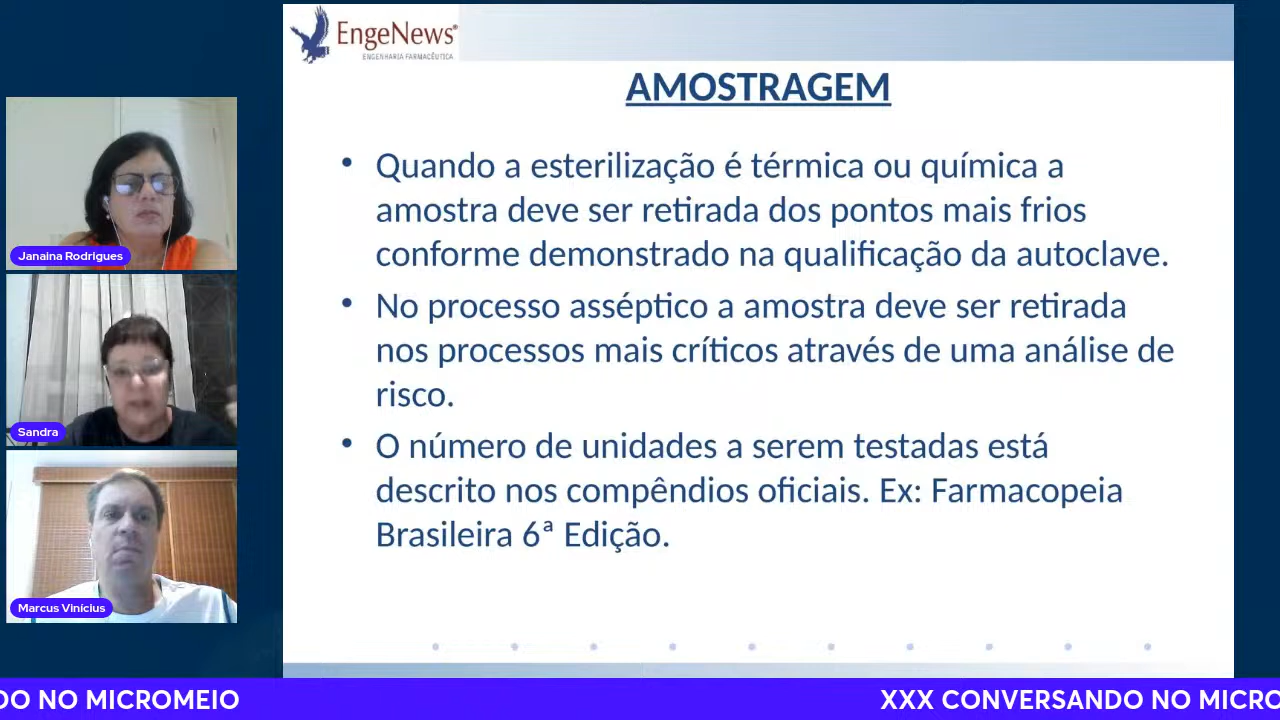 EngeNews®
ENGENHARIA FARMACÊUTICA
AMOSTRAGEM
• Quando a esterilização é térmica ou química a
amostra deve ser retirada dos pontos mais frios
conforme demonstrado na qualificação da autoclave.
• No processo asséptico a amostra deve ser retirada
nos processos mais críticos através de uma análise de
risco.
• O número de unidades a serem testadas está
descrito nos compêndios oficiais. Ex: Farmacopeia
Brasileira 6ª Edição.
Janaina Rodrigues
Sandra
Marcus Vinícius
DO NO MICROMEIO
XXX CONVERSANDO NO MICRO